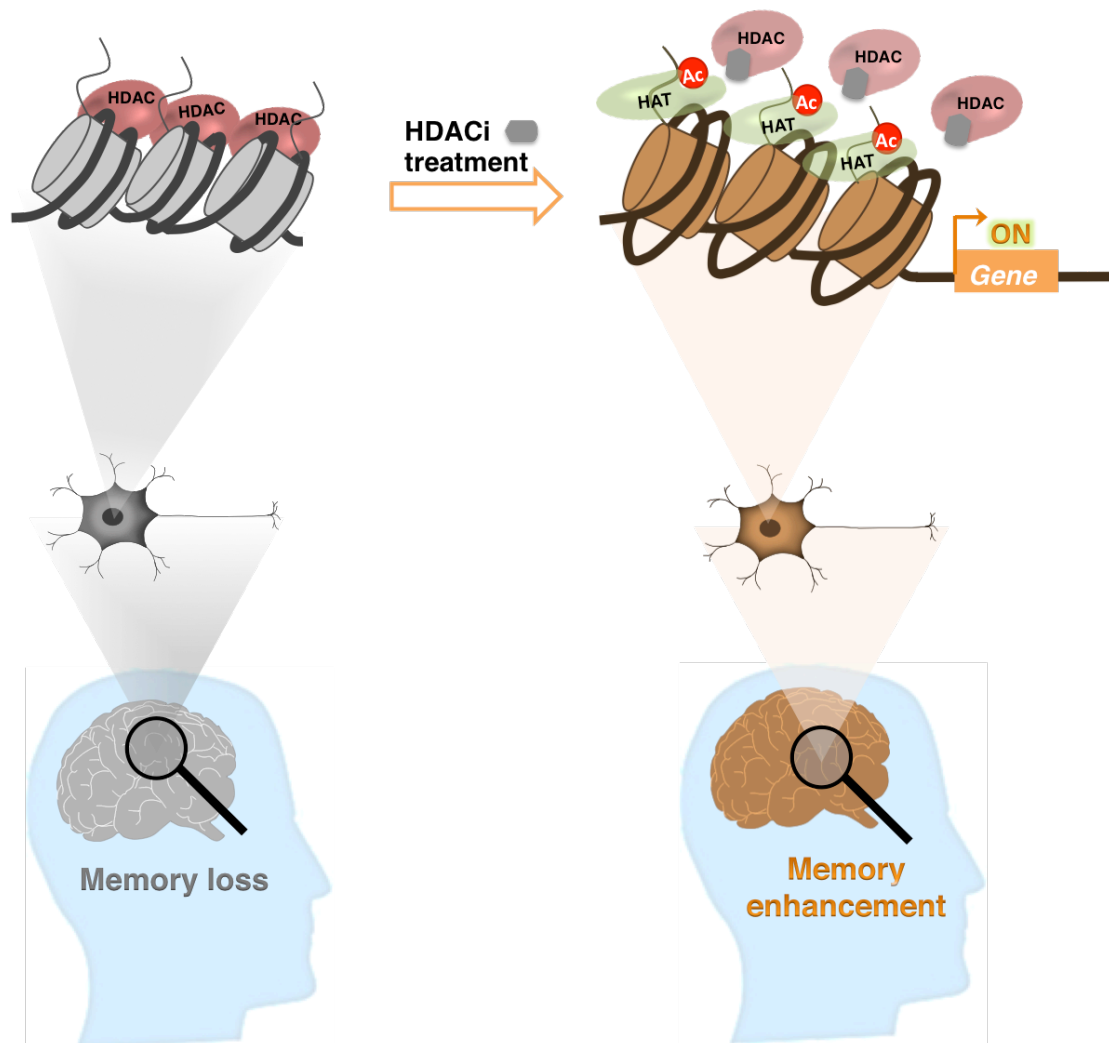 HDAC
HDAC
HDAC
HDACi
treatment
HDAC
HDAC
HDAC
Ac
Ac
Ac
HAT
HAT
HAT
ON
Gene
Memory loss
Memory
enhancement